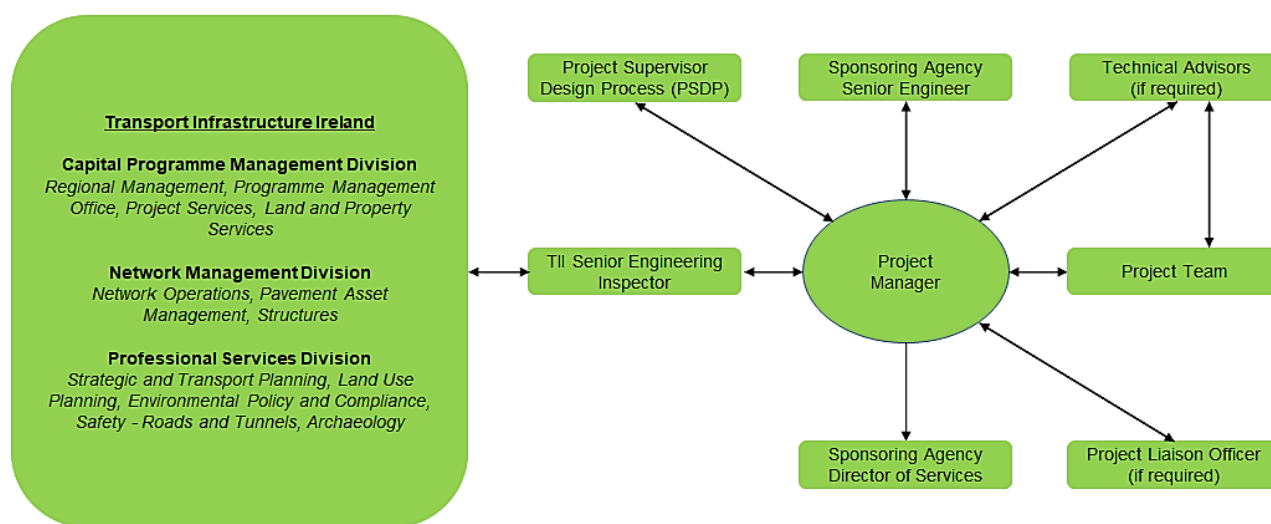 Transport Infrastructure Ireland
Capital Programme Management Division
Regional Management, Programme Management
Office, Project Services, Land and Property
Services
Network Management Division
Network Operations, Pavement Asset
Management, Structures
Professional Services Division
Strategic and Transport Planning, Land Use
Planning, Environmental Policy and Compliance,
Safety - Roads and Tunnels, Archaeology
Project Supervisor
Design Process (PSDP)
Sponsoring Agency
Senior Engineer
Technical Advisors
(if required)
TII Senior Engineering
Inspector
Project
Manager
Project Team
Sponsoring Agency
Director of Services
Project Liaison Officer
(if required)